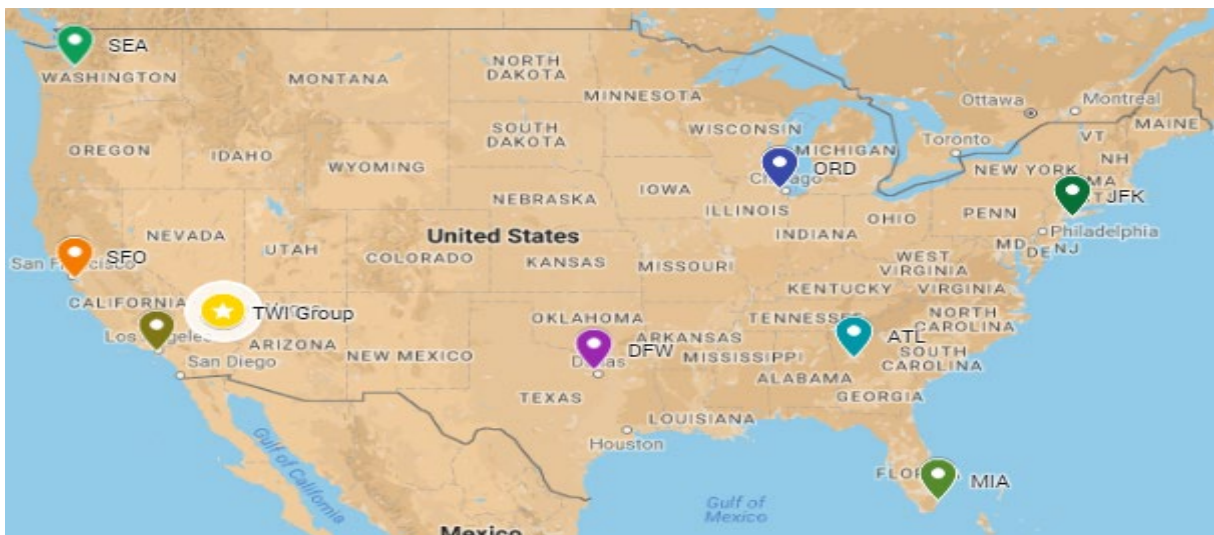 SEA
WASHINGTON
MONTANA
NORTH
DAKOTA
MINNESOTA
Ottawa
Montreal
MAINE
OREGON
IDAHO
SOUTH
DAKOTA
WISCONSIN
MICHIGAN
Toronto
VT
NH
WYOMING
ORD
NEW YORK
MA
IOWA
NEBRASKA
ILLINOIS
JFK
OHIO
PENN
NEVADA
UTAH
COLORADO
United States
INDIANA
Philadelphia
MD
DE
NJ
SFO
KANSAS
MISSOURI
WEST
VIRGINIA
KENTUCKY
VIRGINIA
CALIFORNIA
TWI Group
OKLAHOMA
TENNESSEE
NORTH
CAROLINA
ARIZONA
NEW MEXICO
DFW
ARKANSAS
MISSISSIPPI
ATL
SOUTH
CAROLINA
San Diego
ALABAMA
TEXAS
GEORGIA
LOUISIANA
Houston
Gulf of California
MIA
Gulf of
Mexico
Mexico